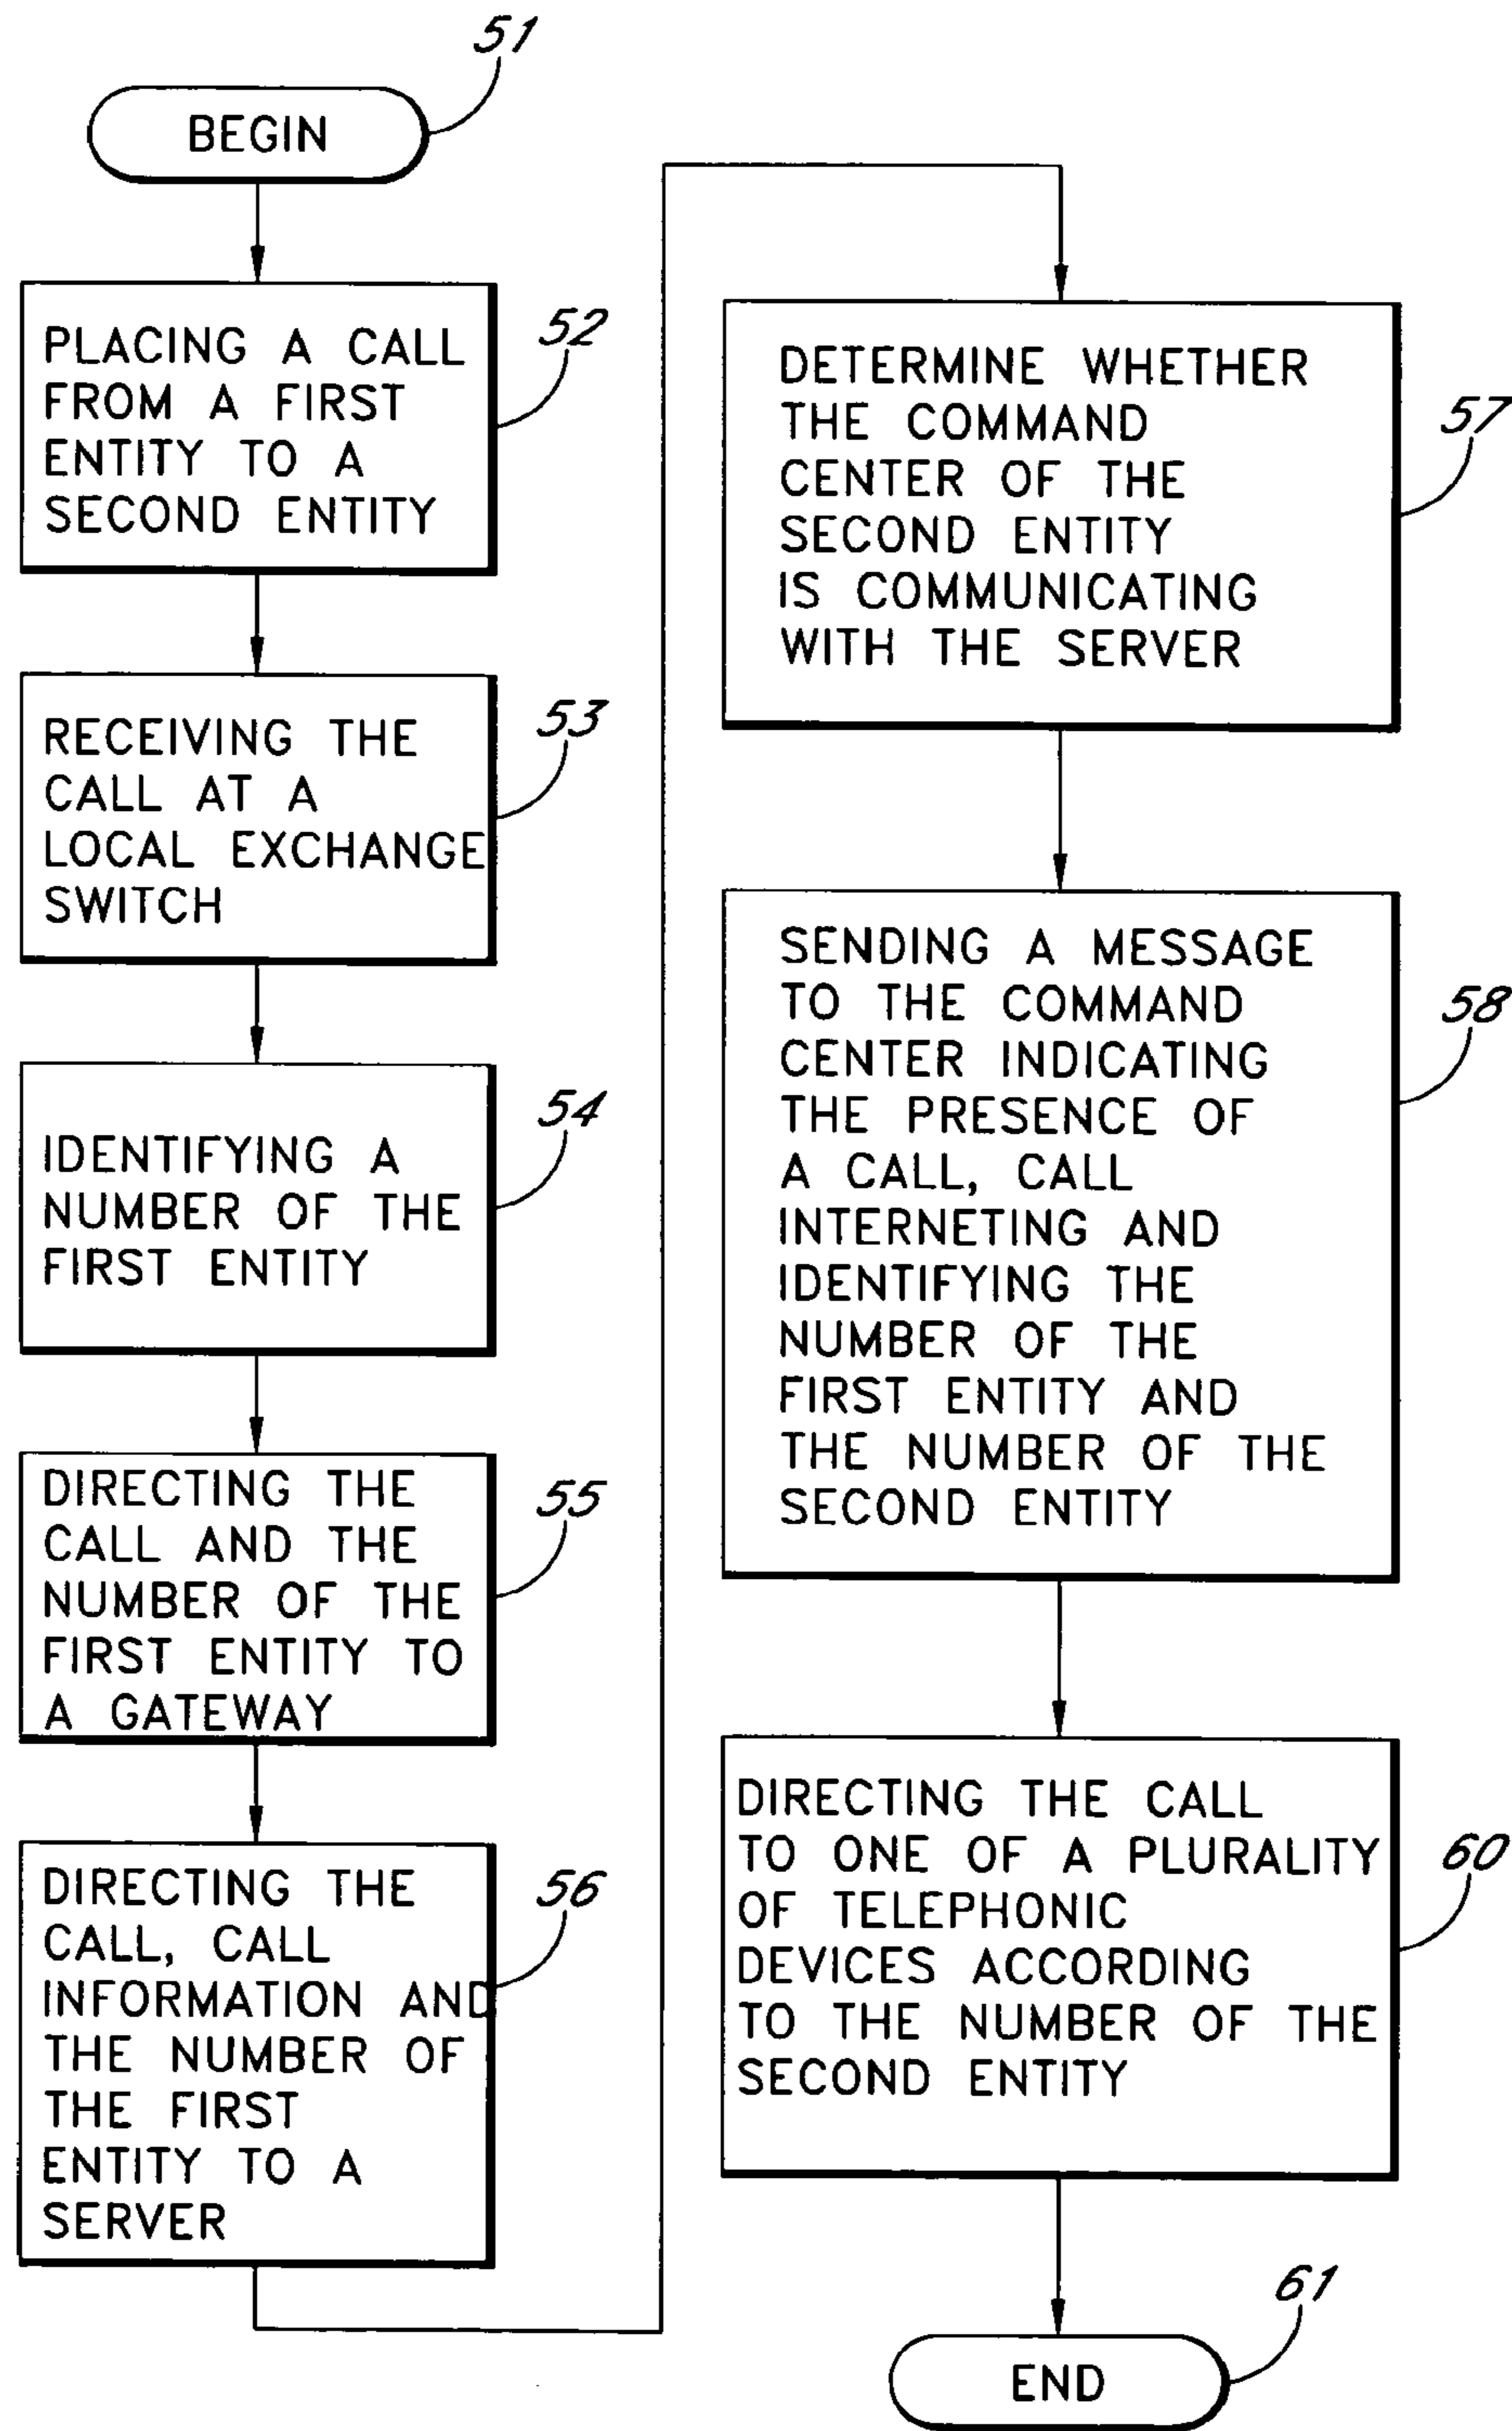 51
BEGIN
52
PLACING A CALL
FROM A FIRST
ENTITY TO A
SECOND ENTITY
53
RECEIVING THE
CALL AT A
LOCAL EXCHANGE
SWITCH
54
IDENTIFYING A
NUMBER OF THE
FIRST ENTITY
55
DIRECTING THE
CALL AND THE
NUMBER OF THE
FIRST ENTITY TO
A GATEWAY
56
DIRECTING THE
CALL, CALL
INFORMATION AND
THE NUMBER OF
THE FIRST
ENTITY TO A
SERVER
57
DETERMINE WHETHER
THE COMMAND
CENTER OF THE
SECOND ENTITY
IS COMMUNICATING
WITH THE SERVER
58
SENDING A MESSAGE
TO THE COMMAND
CENTER INDICATING
THE PRESENCE OF
A CALL, CALL
INTERNETING AND
IDENTIFYING THE
NUMBER OF THE
FIRST ENTITY AND
THE NUMBER OF THE
SECOND ENTITY
60
DIRECTING THE CALL
TO ONE OF A PLURALITY
OF TELEPHONIC
DEVICES ACCORDING
TO THE NUMBER OF THE
SECOND ENTITY
61
END